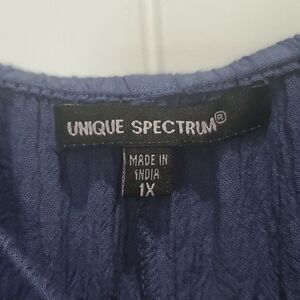 UNIQUE SPECTRUM®
MADE IN
INDIA
1X